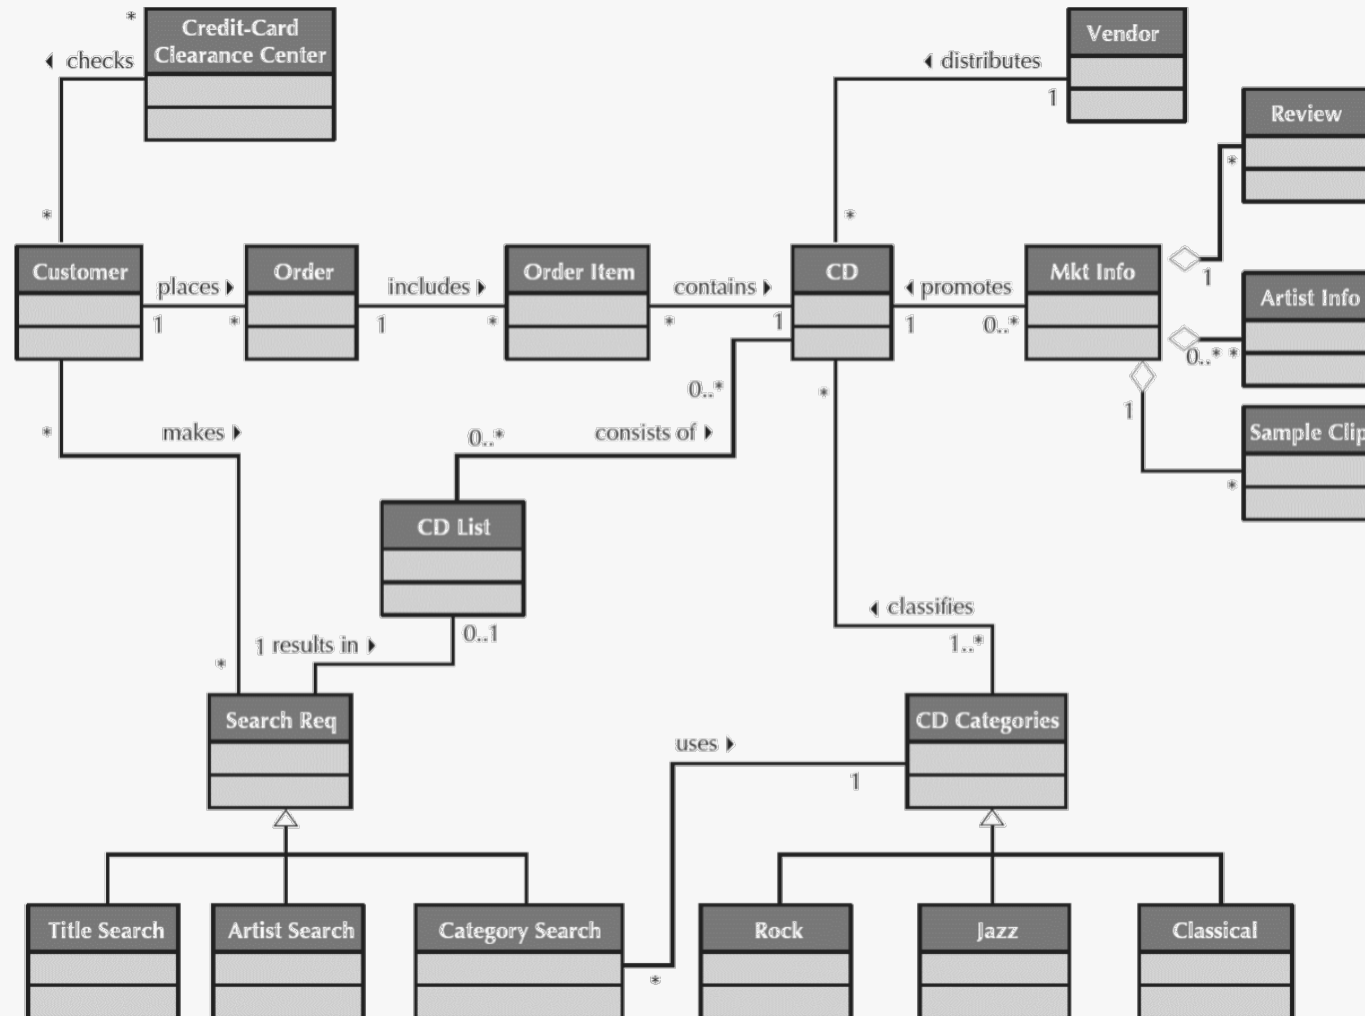 *
Credit-Card
Clearance Center
Vendor
checks
distributes
1
Review
*
*
*
Customer
places
Order
includes
Order Item
contains
CD
promotes
Mkt Info
1
Artist Info
1
*
1
*
*
1
1
0..*
0..* *
0..*
*
1
*
makes
0..*
consists of
Sample Clip
*
CD List
classifies
1 results in
0..1
1..*
*
Search Req
CD Categories
uses
1
Title Search
Artist Search
Category Search
Rock
Jazz
Classical
*